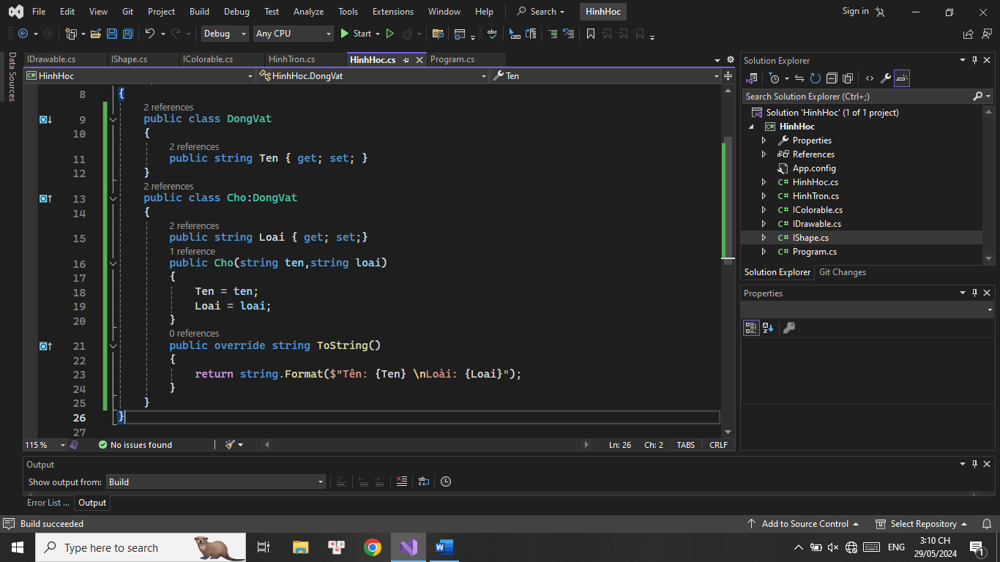 File Edit View Git Project Build Debug Test Analyze Tools Extensions Window Help Search HinhHoc Sign in
Debug Any CPU Start
Data Sources
IDrawable.cs IShape.cs IColorable.cs HinhTron.cs HinhHoc.cs Program.cs
HinhHoc HinhHoc.DongVat Ten
8 {
2 references
9 public class DongVat
10 {
2 references
11 public string Ten { get; set; }
12 }
2 references
13 public class Cho:DongVat
14 {
2 references
15 public string Loai { get; set;}
1 reference
16 public Cho(string ten,string loai)
17 {
18 Ten = ten;
19 Loai = loai;
20 }
0 references
21 public override string ToString()
22 {
23 return string.Format($"Tên: {Ten} \nLoài: {Loai}");
24 }
25 }
26 }
27
115 % No issues found Ln: 26 Ch: 2 TABS CRLF
Solution Explorer
Search Solution Explorer (Ctrl+;)
Solution 'HinhHoc' (1 of 1 project)
HinhHoc
Properties
References
App.config
C# HinhHoc.cs
C# HinhTron.cs
C# IColorable.cs
C# IDrawable.cs
C# IShape.cs
C# Program.cs
Solution Explorer Git Changes
Properties
Output
Show output from: Build
Error List ... Output
Build succeeded Add to Source Control Select Repository
Type here to search ENG 3:10 CH
29/05/2024 1